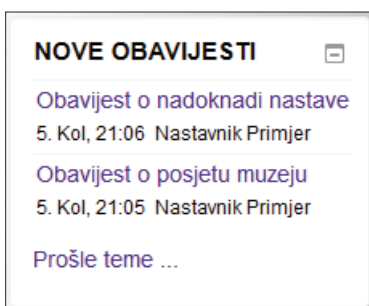 NOVE OBAVIJESTI
Obavijest o nadoknadi nastave
5. Kol, 21:06 Nastavnik Primjer
Obavijest o posjetu muzeju
5. Kol, 21:05 Nastavnik Primjer
Prošle teme ...